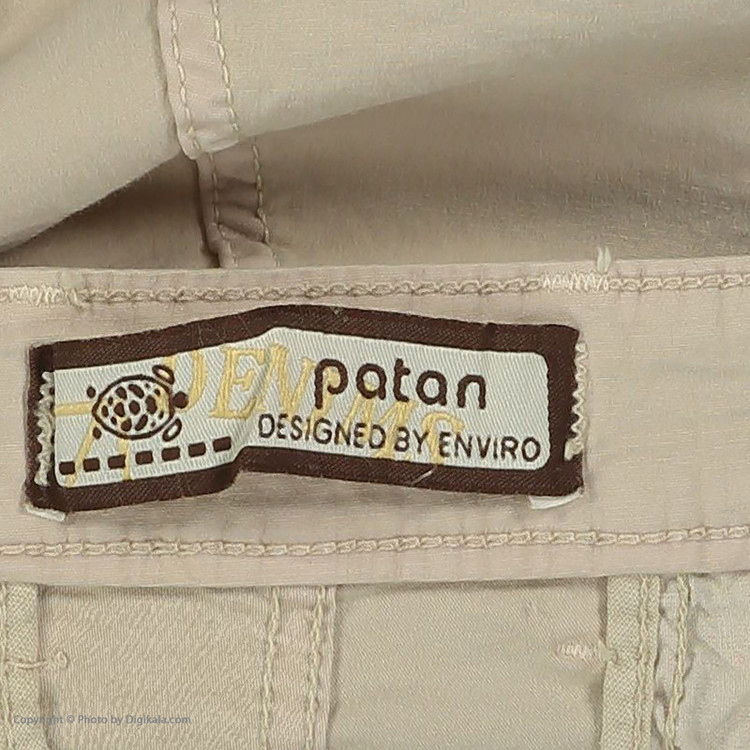 patan
DESIGNED BY ENVIRO
Copyright © Photo by Digikala.com